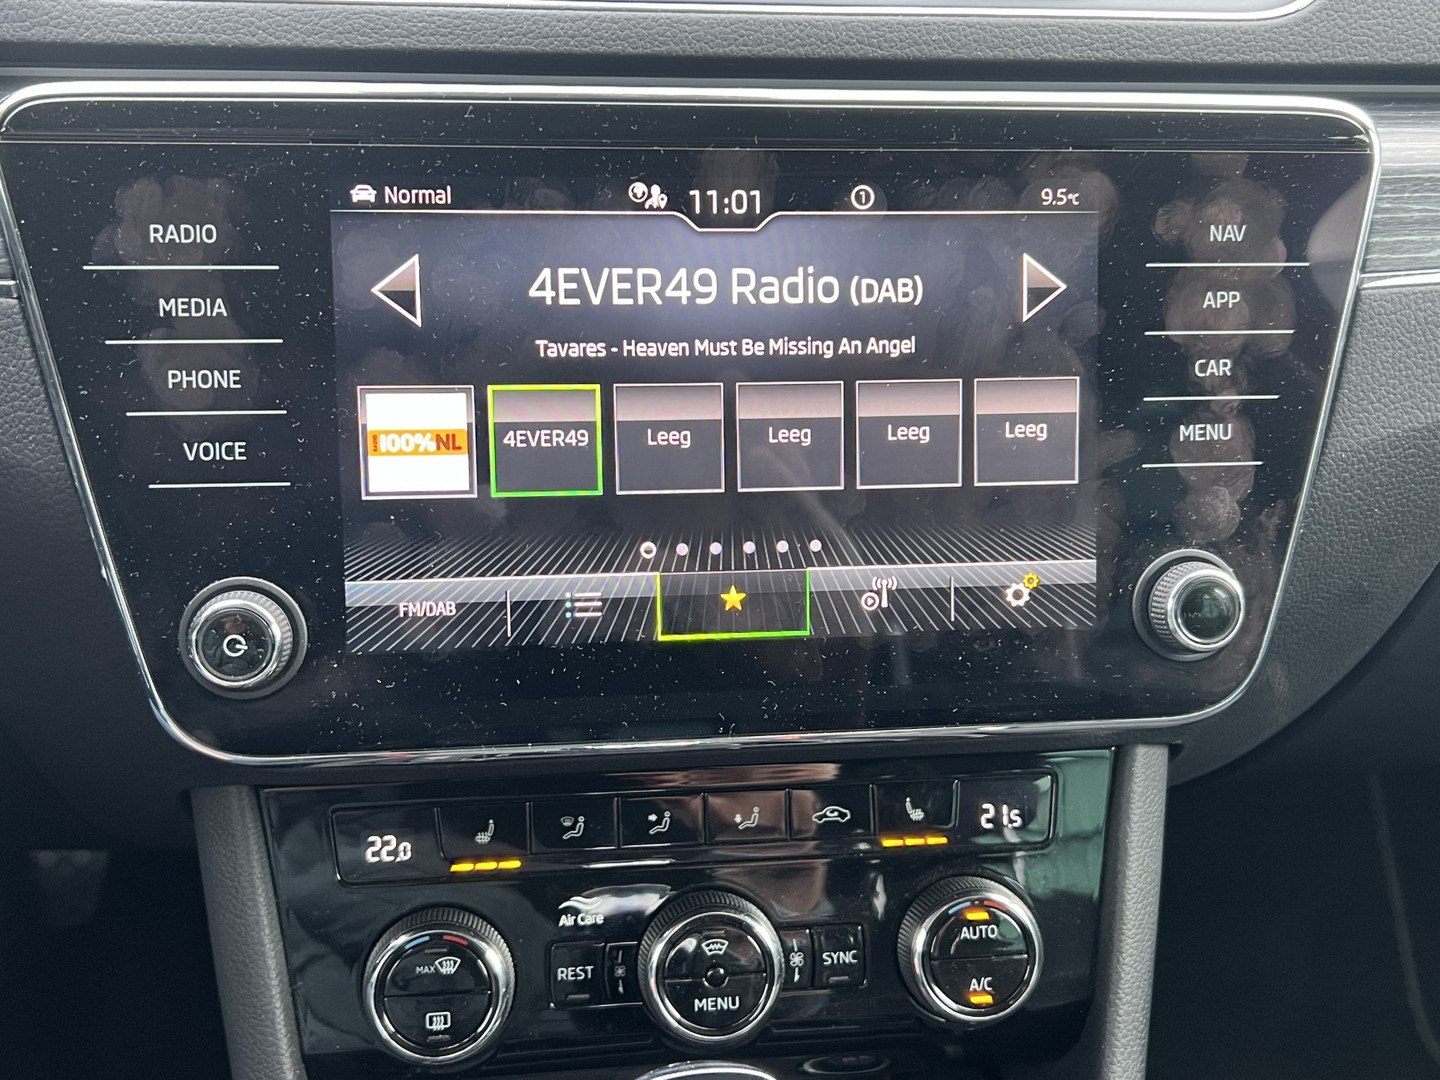 Normal
11:01
1
9.5°C
RADIO
MEDIA
PHONE
VOICE
NAV
APP
CAR
MENU
4EVER49 Radio (DAB)
Tavares - Heaven Must Be Missing An Angel
RADIO 100%NL
4EVER49
Leeg
Leeg
Leeg
Leeg
FM/DAB
22.0
21.5
Air Care
MAX
REST
MENU
SYNC
AUTO
A/C